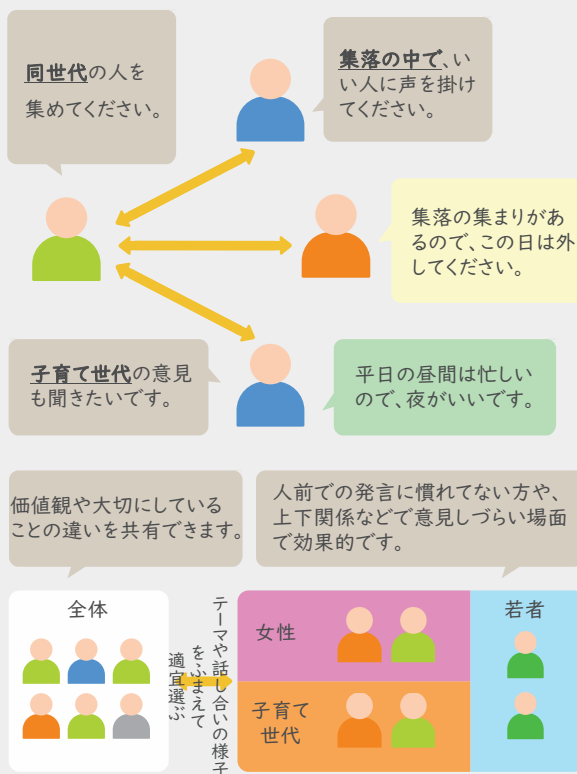 同世代の人を
集めてください。
集落の中で、い
い人に声を掛け
てください。
集落の集まりがあ
るので、この日は外
してください。
子育て世代の意見
も聞きたいです。
平日の昼間は忙しい
ので、夜がいいです。
価値観や大切にしている
ことの違いを共有できます。
人前での発言に慣れてない方や、
上下関係などで意見しづらい場面
で効果的です。
全体
テーマや話し合いの様子
をふまえて
適宜選ぶ
女性
子育て
世代
若者